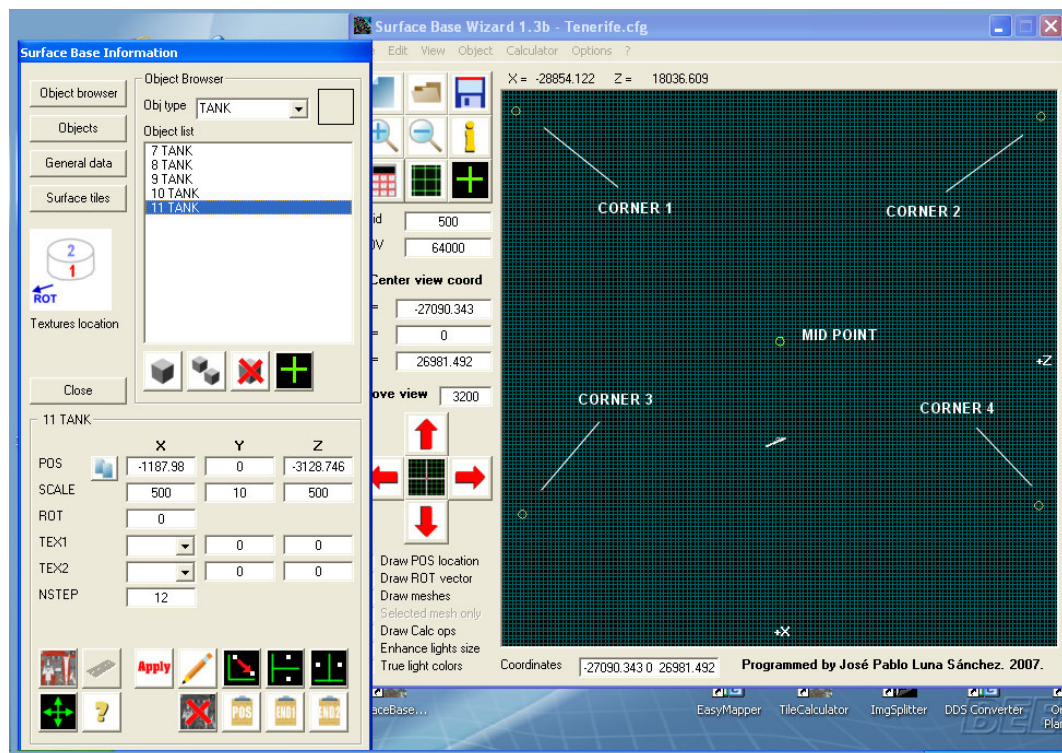 Surface Base Wizard 1.3b - Tenerife.cfg
Edit View Object Calculator Options ?
Surface Base Information
Object browser
Objects
General data
Surface tiles
2
1
ROT
Textures location
Close
Object Browser
Obj type TANK
Object list
7 TANK
8 TANK
9 TANK
10 TANK
11 TANK
11 TANK
X Y Z
POS -1187.98 0 -3128.746
SCALE 500 10 500
ROT 0
TEX1 0 0
TEX2 0 0
NSTEP 12
Apply
POS END1 END2
500
64000
Center view coord
= -27090.343
= 0
= 26981.492
ove view 3200
Draw POS location
Draw ROT vector
Draw meshes
Selected mesh only
Draw Calc ops
Enhance lights size
True light colors
X = -28854.122 Z = 18036.609
CORNER 1
CORNER 2
MID POINT
+Z
CORNER 3
CORNER 4
+X
Coordinates -27090.343 0 26981.492 Programmed by José Pablo Luna Sánchez. 2007.
aceBase...
EasyMapper
TileCalculator
ImgSplitter
DDS Converter